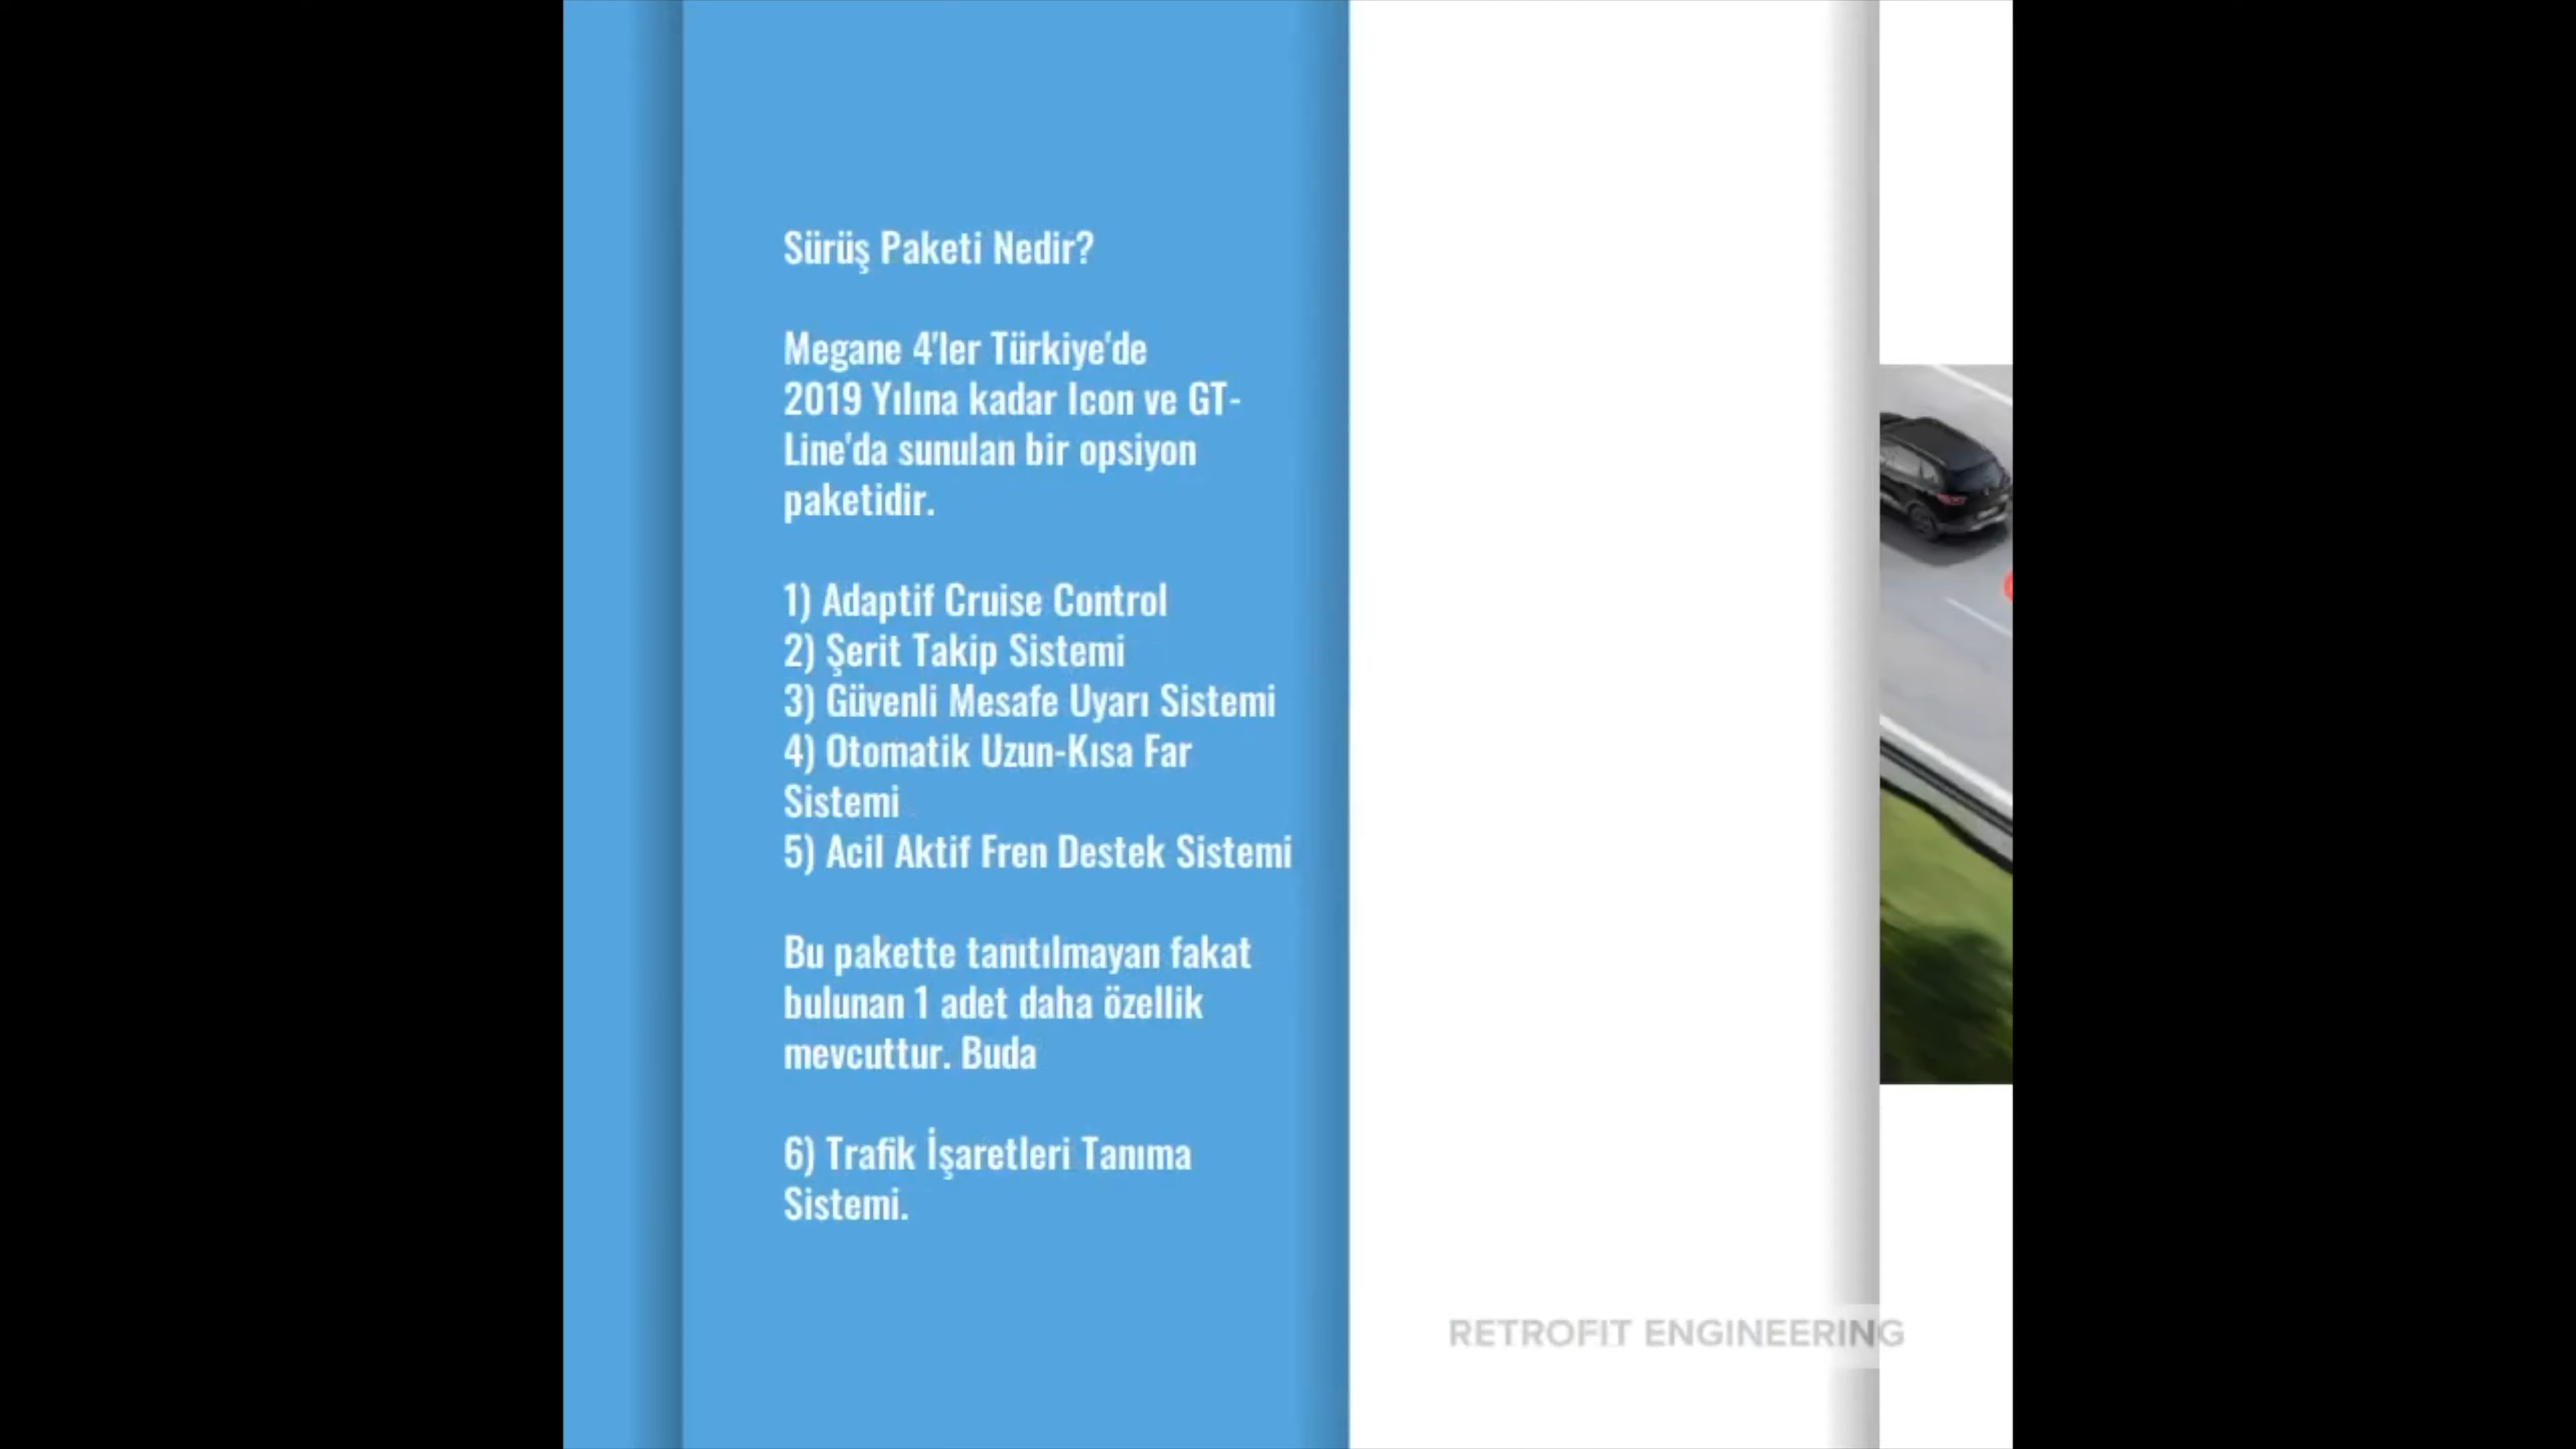 Sürüş Paketi Nedir?
Megane 4'ler Türkiye'de
2019 Yılına kadar Icon ve GT-
Line'da sunulan bir opsiyon
paketidir.
1) Adaptif Cruise Control
2) Şerit Takip Sistemi
3) Güvenli Mesafe Uyarı Sistemi
4) Otomatik Uzun-Kısa Far
Sistemi
5) Acil Aktif Fren Destek Sistemi
Bu pakette tanıtılmayan fakat
bulunan 1 adet daha özellik
mevcuttur. Buda
6) Trafik İşaretleri Tanıma
Sistemi.
RETROFIT ENGINEERING